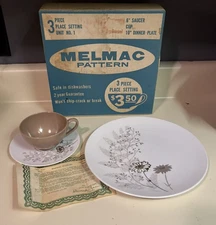 3 PIECE
PLACE SETTING
UNIT NO. 1
6" SAUCER
CUP
10" DINNER PLATE
MELMAC
PATTERN
Safe in dishwashers
2 year Guarantee
Won't chip crack or break
3 PIECE
PLACE SETTING
$3.50